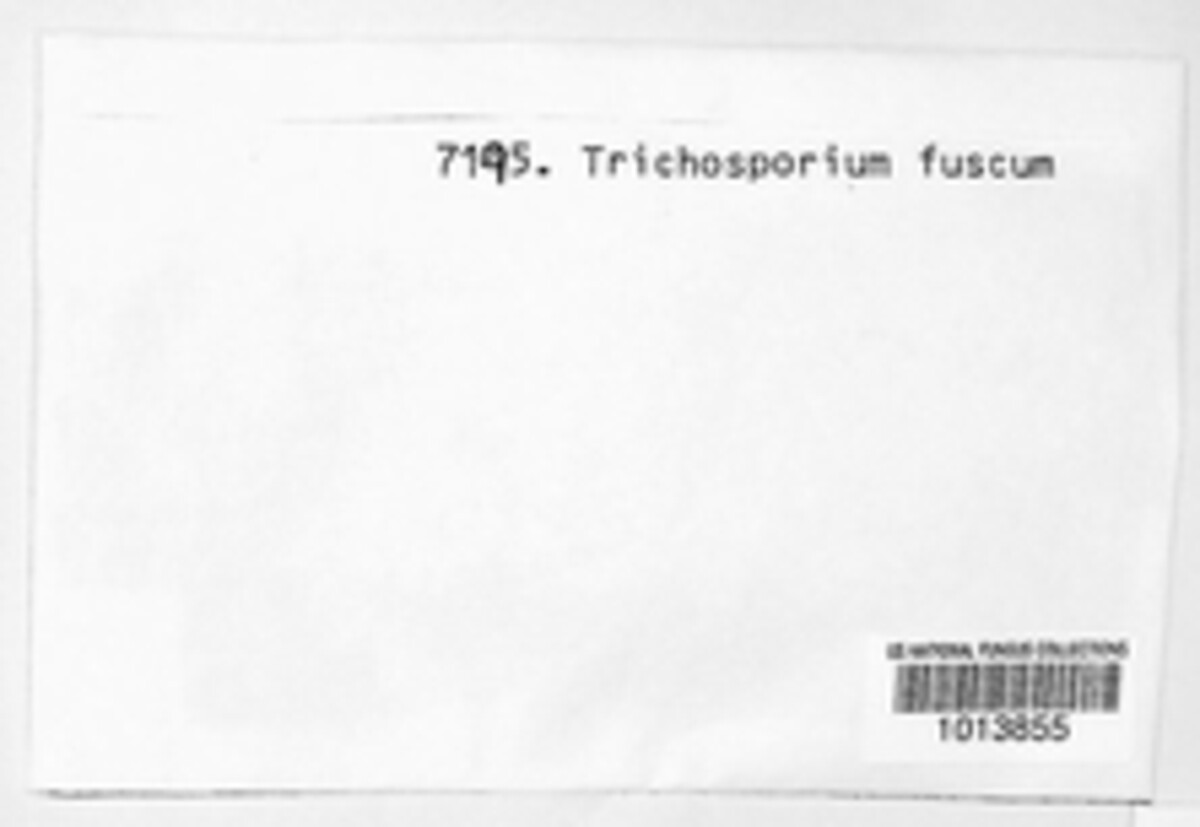 7195. Trichosporium fuscum
US NATIONAL FUNGUS COLLECTIONS
1013855